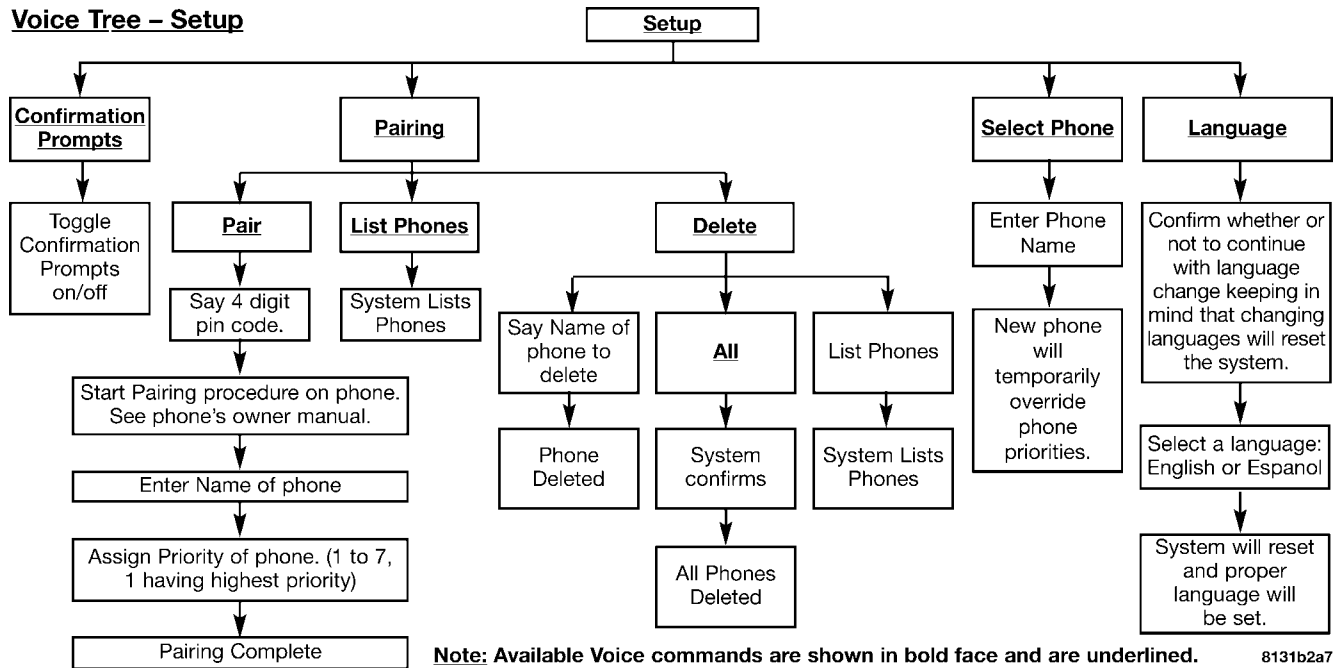 Voice Tree – Setup
Setup
Confirmation
Prompts
Toggle
Confirmation
Prompts
on/off
Pairing
Pair
Say 4 digit
pin code.
Start Pairing procedure on phone.
See phone's owner manual.
Enter Name of phone
Assign Priority of phone. (1 to 7,
1 having highest priority)
Pairing Complete
List Phones
System Lists
Phones
Delete
Say Name of
phone to
delete
Phone
Deleted
All
System
confirms
All Phones
Deleted
List Phones
System Lists
Phones
Select Phone
Enter Phone
Name
New phone
will
temporarily
override
phone
priorities.
Language
Confirm whether or
not to continue
with language
change keeping in
mind that changing
languages will reset
the system.
Select a language:
English or Espanol
System will reset
and proper
language will
be set.
Note: Available Voice commands are shown in bold face and are underlined.
8131b2a7